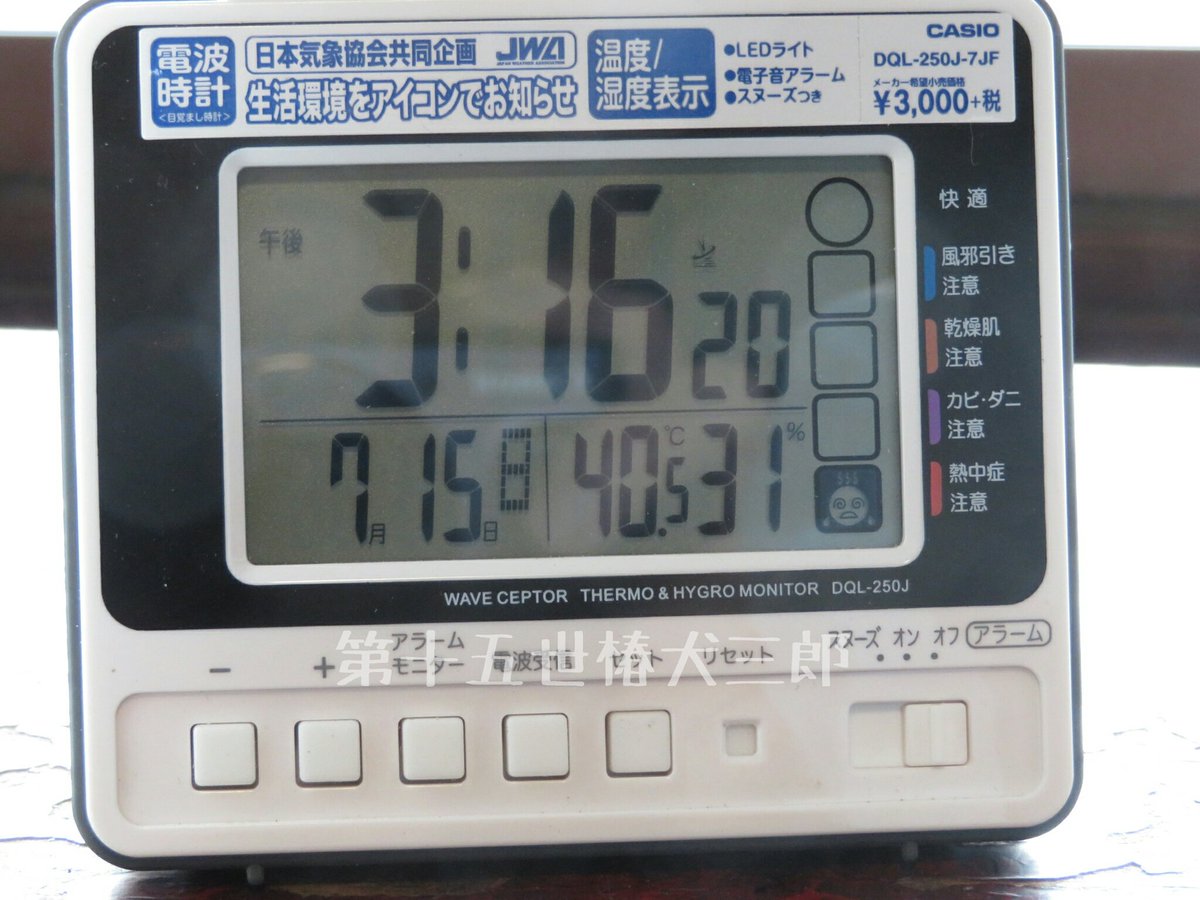 電波時計
<目覚まし時計>
日本気象協会共同企画
JWA
JAPAN WEATHER ASSOCIATION
生活環境をアイコンでお知らせ
温度/
湿度表示
●LEDライト
●電子音アラーム
●スヌーズつき
CASIO
DQL-250J-7JF
メーカー希望小売価格
¥3,000+税
午後
3:16 20
7月15日 日
40.5℃ 31%
快適
風邪引き
注意
乾燥肌
注意
カビ・ダニ
注意
熱中症
注意
WAVE CEPTOR THERMO & HYGRO MONITOR DQL-250J
− + アラームモニター 電波受信 セット リセット スヌーズ オン オフ アラーム
第十五世椿犬三郎